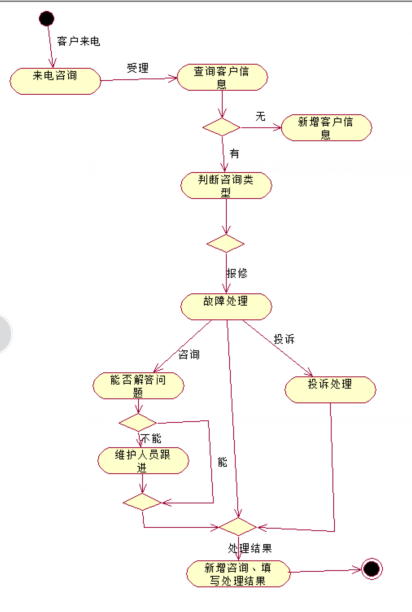 客户来电
来电咨询
受理
查询客户信
息
无
新增客户信
息
有
判断咨询类
型
报修
故障处理
咨询
投诉
能否解答问
题
投诉处理
不能
维护人员跟
进
能
处理结果
新增咨询、填
写处理结果